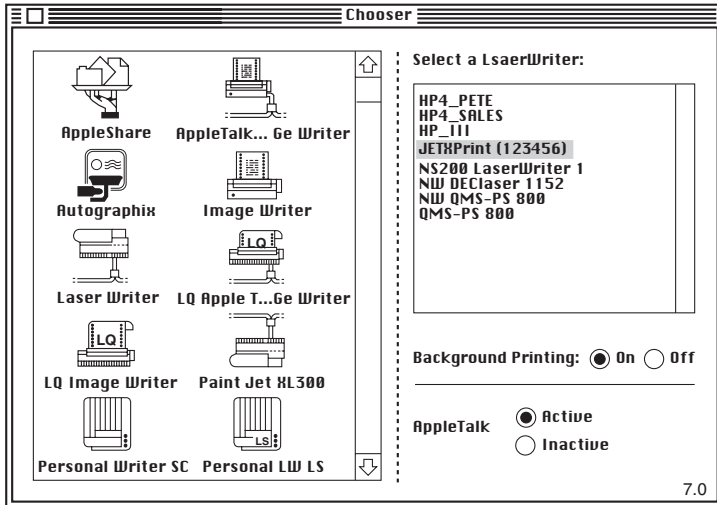 Chooser
AppleShare
AppleTalk... Ge Writer
Autographix
Image Writer
LQ
Laser Writer
LQ Apple T...Ge Writer
LQ
LQ Image Writer
Paint Jet XL300
LS
Personal Writer SC
Personal LW LS
Select a LsaerWriter:
HP4_PETE
HP4_SALES
HP_III
JETXPrint (123456)
NS200 LaserWriter 1
NW DEClaser 1152
NW QMS-PS 800
QMS-PS 800
Background Printing: On Off
AppleTalk
Active
Inactive
7.0